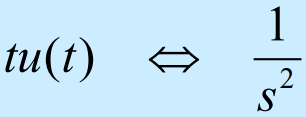 tu(t) ⇔ 1/s²